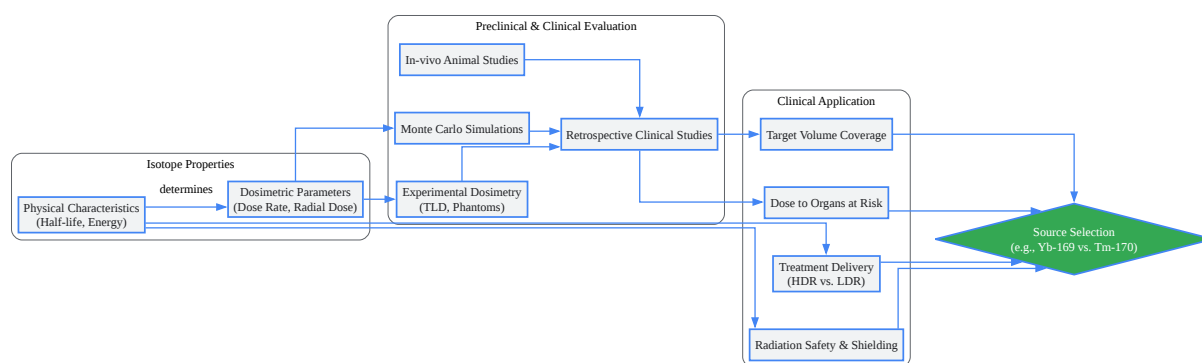 Preclinical & Clinical Evaluation
In-vivo Animal Studies
Monte Carlo Simulations
Retrospective Clinical Studies
Experimental Dosimetry
(TLD, Phantoms)
Isotope Properties
determines
Physical Characteristics
(Half-life, Energy)
Dosimetric Parameters
(Dose Rate, Radial Dose)
Clinical Application
Target Volume Coverage
Dose to Organs at Risk
Treatment Delivery
(HDR vs. LDR)
Radiation Safety & Shielding
Source Selection
(e.g., Yb-169 vs. Tm-170)